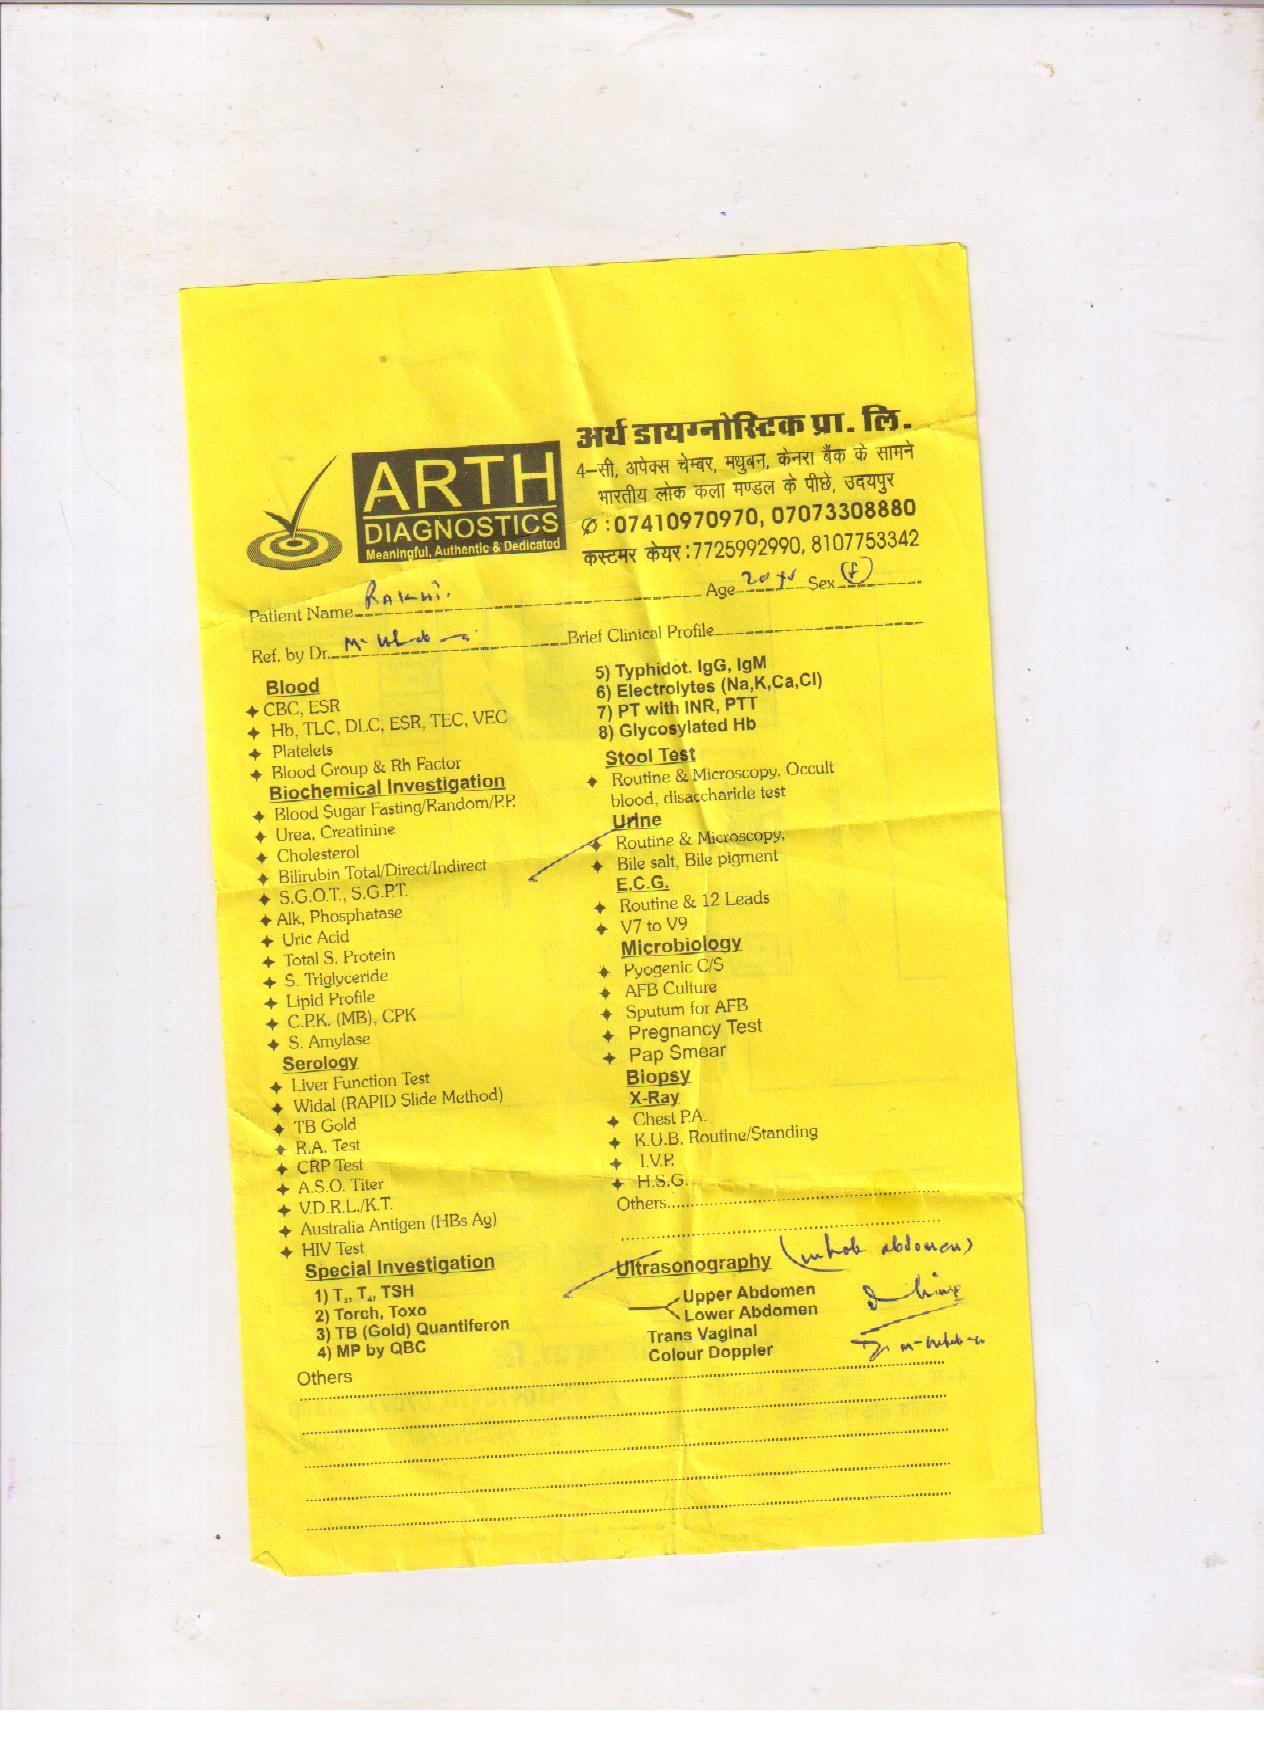 अर्थ डायग्नोस्टिक प्रा. लि.
4–सी, अपेक्स चेम्बर, मधुबन, केनरा बैंक के सामने
भारतीय लोक कला मण्डल के पीछे, उदयपुर
✆ : 07410970970, 07073308880
कस्टमर केयर : 7725992990, 8107753342
ARTH
DIAGNOSTICS
Meaningful, Authentic & Dedicated
Patient Name Rakhi. Age 20 yrs Sex (f)
Ref. by Dr. Brief Clinical Profile
Blood
CBC, ESR
Hb, TLC, DLC, ESR, TEC, VEC
Platelets
Blood Group & Rh Factor
Biochemical Investigation
Blood Sugar Fasting/Random/P.P.
Urea, Creatinine
Cholesterol
Bilirubin Total/Direct/Indirect
S.G.O.T., S.G.P.T.
Alk, Phosphatase
Uric Acid
Total S. Protein
S. Triglyceride
Lipid Profile
C.P.K. (MB), CPK
S. Amylase
Serology
Liver Function Test
Widal (RAPID Slide Method)
TB Gold
R.A. Test
CRP Test
A.S.O. Titer
V.D.R.L./K.T.
Australia Antigen (HBs Ag)
HIV Test
Special Investigation
1) T₃, T₄, TSH
2) Torch, Toxo
3) TB (Gold) Quantiferon
4) MP by QBC
5) Typhidot. IgG, IgM
6) Electrolytes (Na,K,Ca,Cl)
7) PT with INR, PTT
8) Glycosylated Hb
Stool Test
Routine & Microscopy, Occult
blood, disaccharide test
Urine
Routine & Microscopy,
Bile salt, Bile pigment
E.C.G.
Routine & 12 Leads
V7 to V9
Microbiology
Pyogenic C/S
AFB Culture
Sputum for AFB
Pregnancy Test
Pap Smear
Biopsy
X-Ray
Chest P.A.
K.U.B. Routine/Standing
I.V.P.
H.S.G.
Others
Ultrasonography (whole abdomen)
Upper Abdomen
Lower Abdomen
Trans Vaginal
Colour Doppler
Others